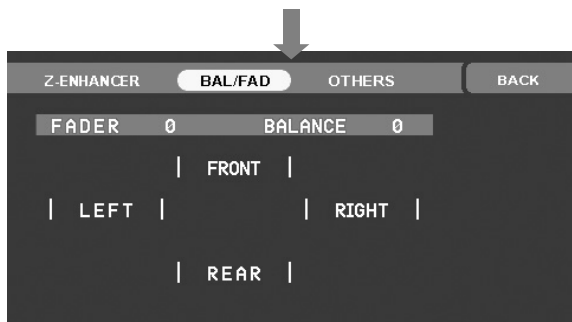 Z-ENHANCER BAL/FAD OTHERS BACK
FADER 0 BALANCE 0
FRONT
LEFT RIGHT
REAR